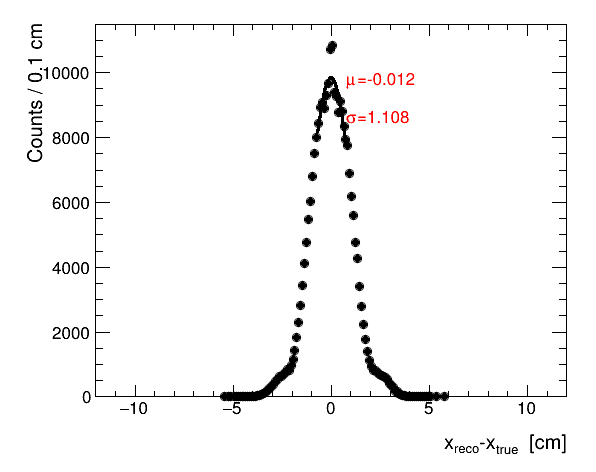 Counts / 0.1 cm
10000
8000
6000
4000
2000
0
μ=-0.012
σ=1.108
−10 −5 0 5 10
x_reco-x_true [cm]